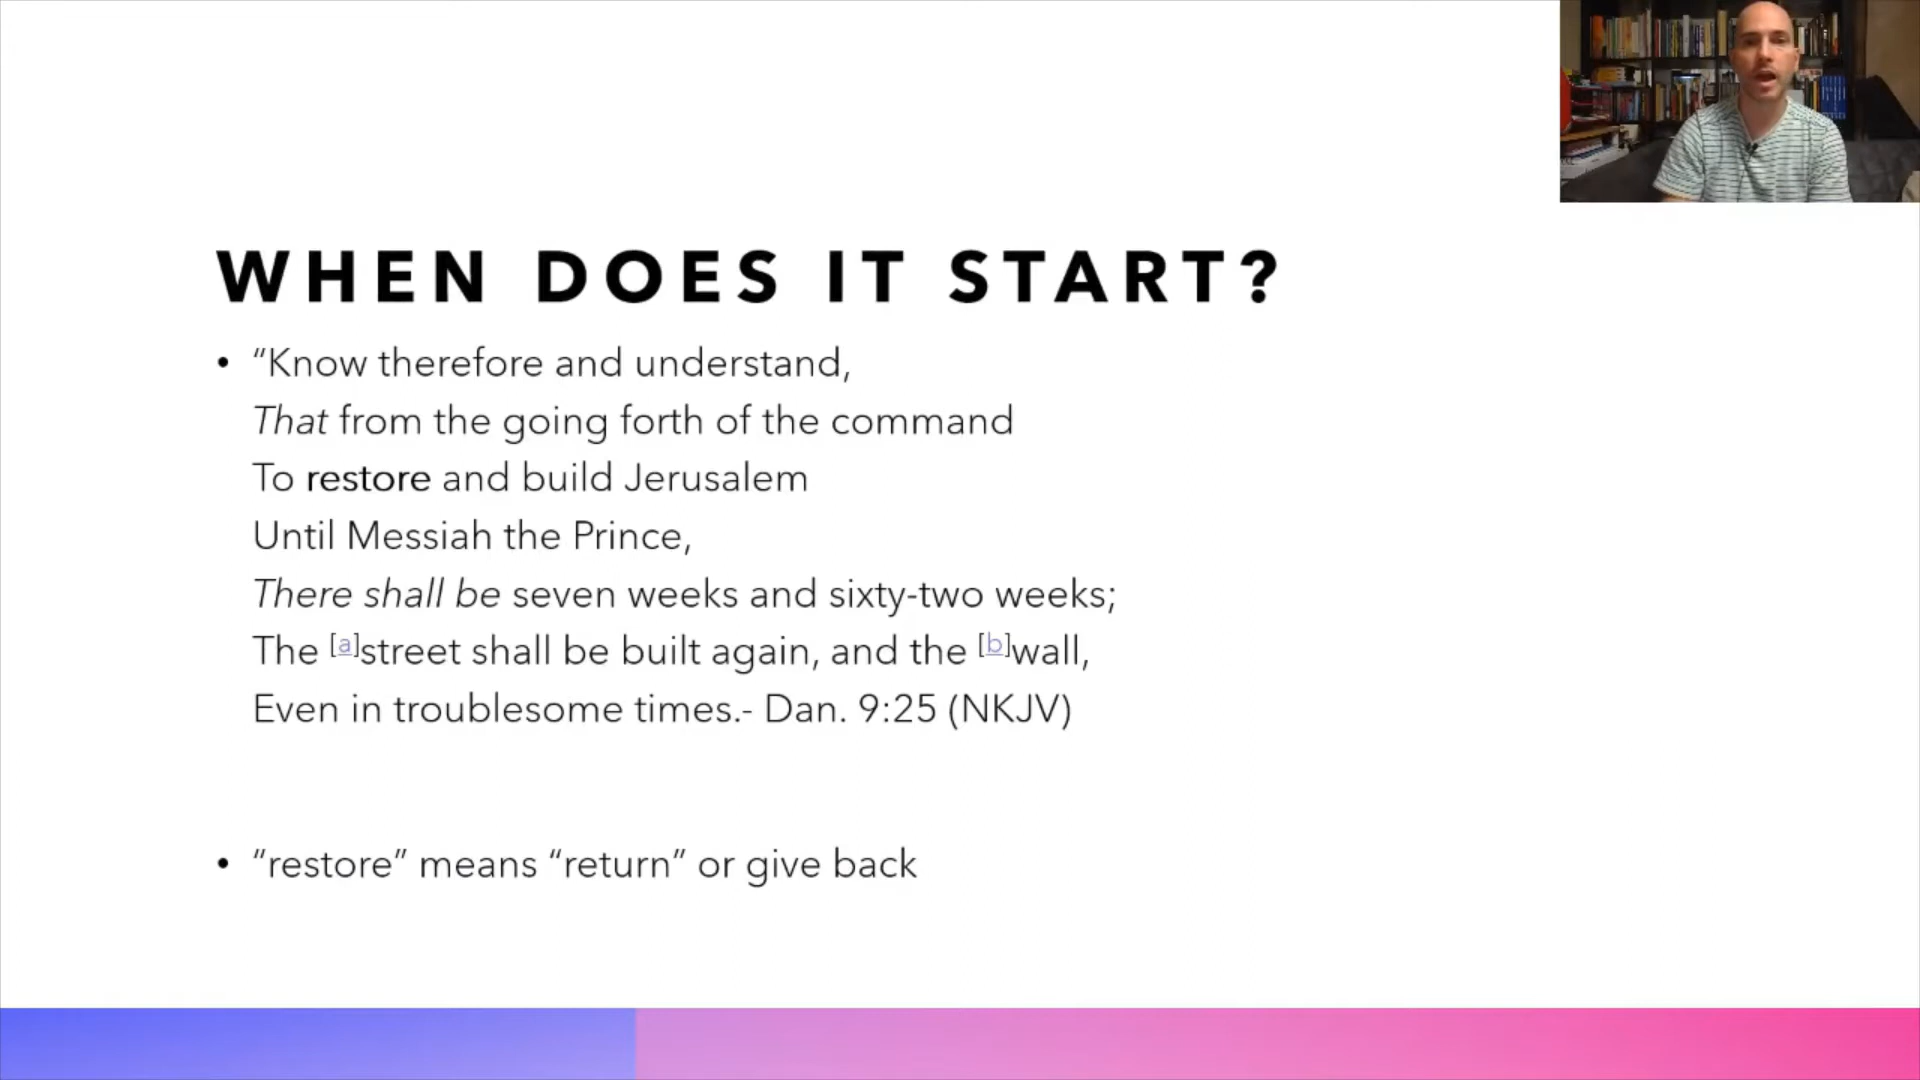 WHEN DOES IT START?
• “Know therefore and understand,
That from the going forth of the command
To restore and build Jerusalem
Until Messiah the Prince,
There shall be seven weeks and sixty-two weeks;
The [a]street shall be built again, and the [b]wall,
Even in troublesome times.- Dan. 9:25 (NKJV)
• “restore” means “return” or give back